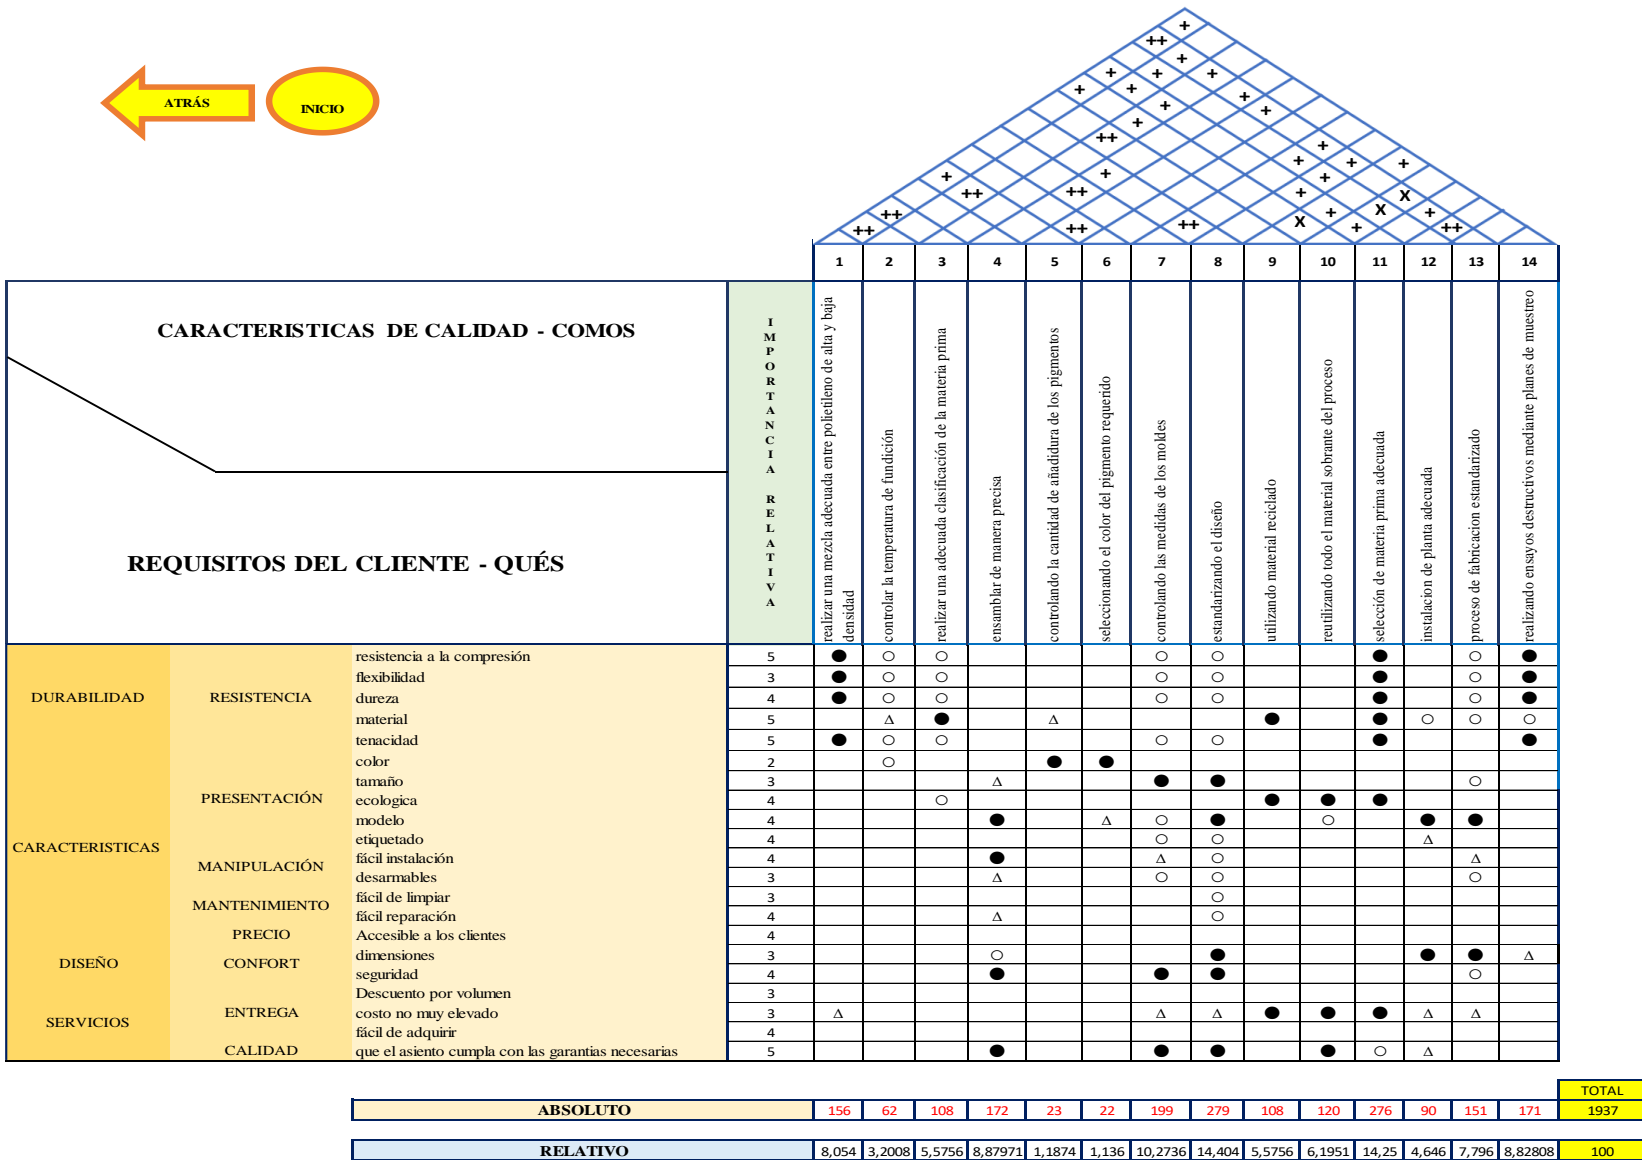 ATRÁS
INICIO
+
++ +
+ + +
+ + + +
+ +
++ + +
+ + + +
+ ++ ++ + X
++ X + X +
++ ++ ++ + ++
1 2 3 4 5 6 7 8 9 10 11 12 13 14
CARACTERISTICAS DE CALIDAD - COMOS
REQUISITOS DEL CLIENTE - QUÉS
IMPORTANCIA RELATIVA
realizar una mezcla adecuada entre polietileno de alta y baja
densidad
controlar la temperatura de fundición
realizar una adecuada clasificación de la materia prima
ensamblar de manera precisa
controlando la cantidad de añadidura de los pigmentos
seleccionando el color del pigmento requerido
controlando las medidas de los moldes
estandarizando el diseño
utilizando material reciclado
reutilizando todo el material sobrante del proceso
selección de materia prima adecuada
instalacion de planta adecuada
proceso de fabricacion estandarizado
realizando ensayos destructivos mediante planes de muestreo
resistencia a la compresión 5 ● ○ ○ ○ ○ ● ○ ●
flexibilidad 3 ● ○ ○ ○ ○ ● ○ ●
DURABILIDAD RESISTENCIA dureza 4 ● ○ ○ ○ ○ ● ○ ●
material 5 Δ ● Δ ● ● ○ ○ ○
tenacidad 5 ● ○ ○ ○ ○ ● ●
color 2 ○ ● ●
tamaño 3 Δ ● ● ○
PRESENTACIÓN ecologica 4 ○ ● ● ●
modelo 4 ● Δ ○ ● ○ ● ●
CARACTERISTICAS etiquetado 4 ○ ○ Δ
MANIPULACIÓN fácil instalación 4 ● Δ ○ Δ
desarmables 3 Δ ○ ○ ○
MANTENIMIENTO fácil de limpiar 3 ○
fácil reparación 4 Δ ○
PRECIO Accesible a los clientes 4
DISEÑO CONFORT dimensiones 3 ○ ● ● ● Δ
seguridad 4 ● ● ● ○
Descuento por volumen 3
SERVICIOS ENTREGA costo no muy elevado 3 Δ Δ Δ ● ● ● Δ Δ
fácil de adquirir 4
CALIDAD que el asiento cumpla con las garantias necesarias 5 ● ● ● ● ○ Δ
TOTAL
ABSOLUTO 156 62 108 172 23 22 199 279 108 120 276 90 151 171 1937
RELATIVO 8,054 3,2008 5,5756 8,87971 1,1874 1,136 10,2736 14,404 5,5756 6,1951 14,25 4,646 7,796 8,82808 100